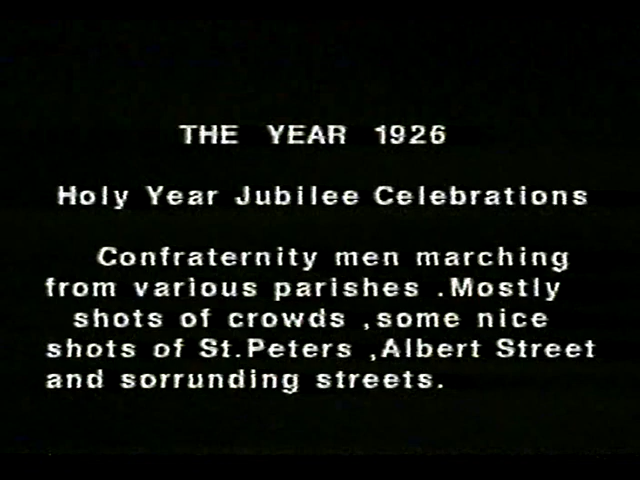 THE YEAR 1926
Holy Year Jubilee Celebrations
Confraternity men marching
from various parishes .Mostly
shots of crowds ,some nice
shots of St.Peters ,Albert Street
and sorrunding streets.